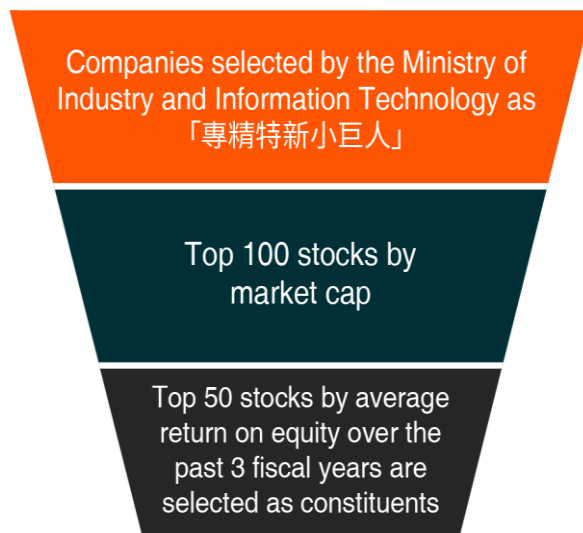 Companies selected by the Ministry of
Industry and Information Technology as
「專精特新小巨人」
Top 100 stocks by
market cap
Top 50 stocks by average
return on equity over the
past 3 fiscal years are
selected as constituents